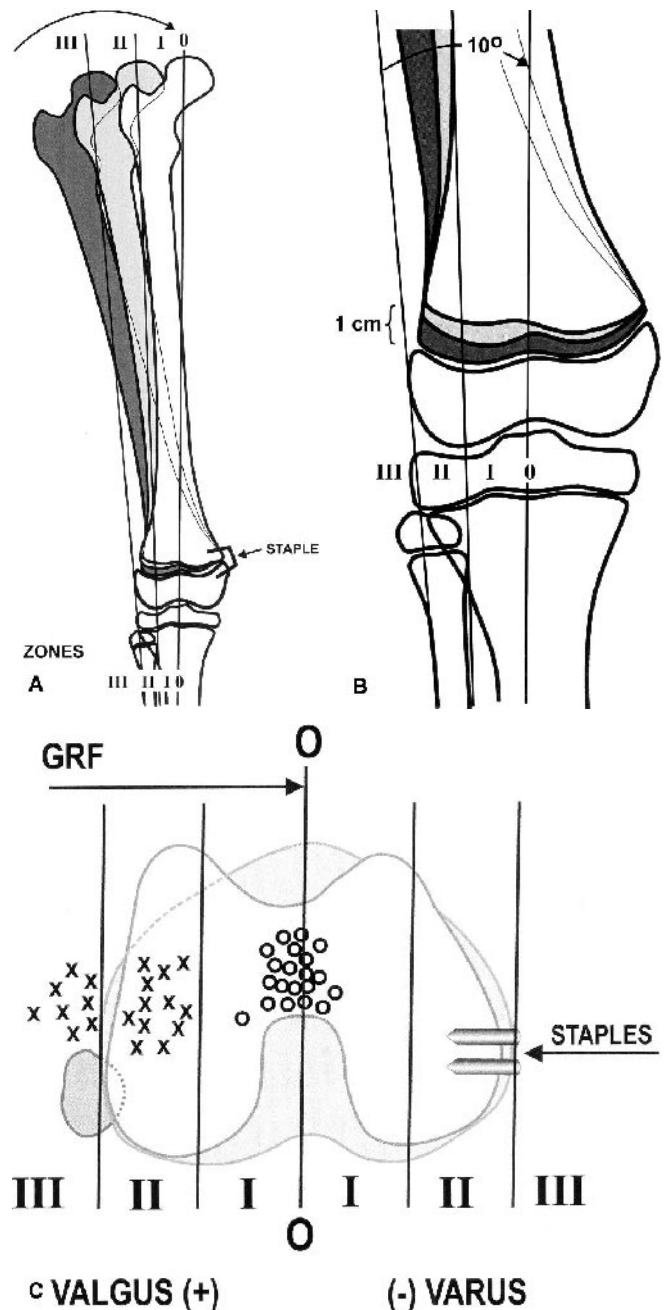 III II I 0
STAPLE
ZONES
A
III II I 0
10º
1 cm
III II I 0
B
O
GRF
X X X X X X X X X X
X X X X X X X X X X
O O O O O O O O O O O O O O O O O O
STAPLES
III II I I II III
O
C VALGUS (+) (-) VARUS